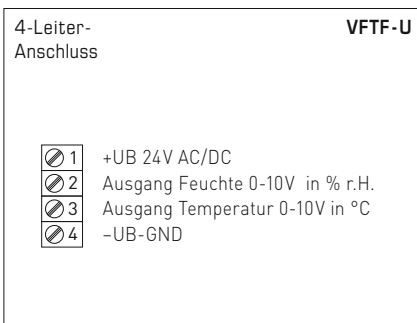 4-Leiter-
Anschluss
VFTF-U
1 +UB 24V AC/DC
2 Ausgang Feuchte 0-10V in % r.H.
3 Ausgang Temperatur 0-10V in °C
4 –UB-GND